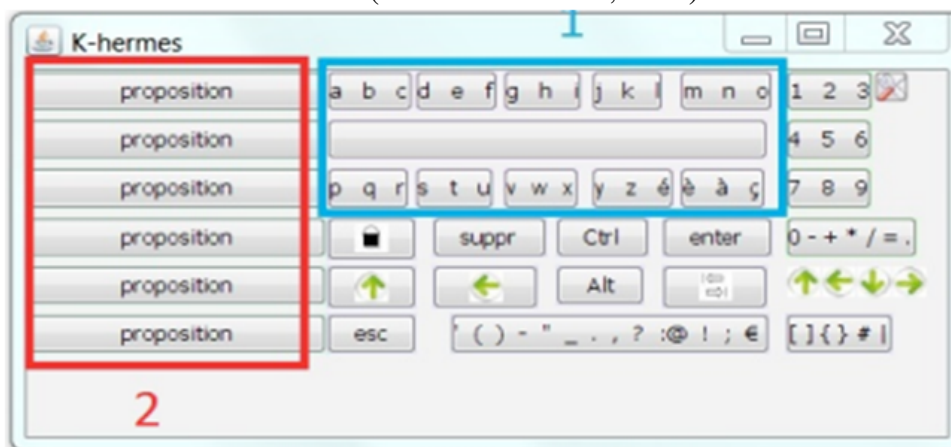 1
K-hermes
proposition a b c d e f g h i j k l m n o 1 2 3
proposition 4 5 6
proposition p q r s t u v w x y z é è à ç 7 8 9
proposition suppr Ctrl enter 0 - + * / = .
proposition Alt
proposition esc ' ( ) - " _ . , ? : @ ! ; € [ ] { } # |
2